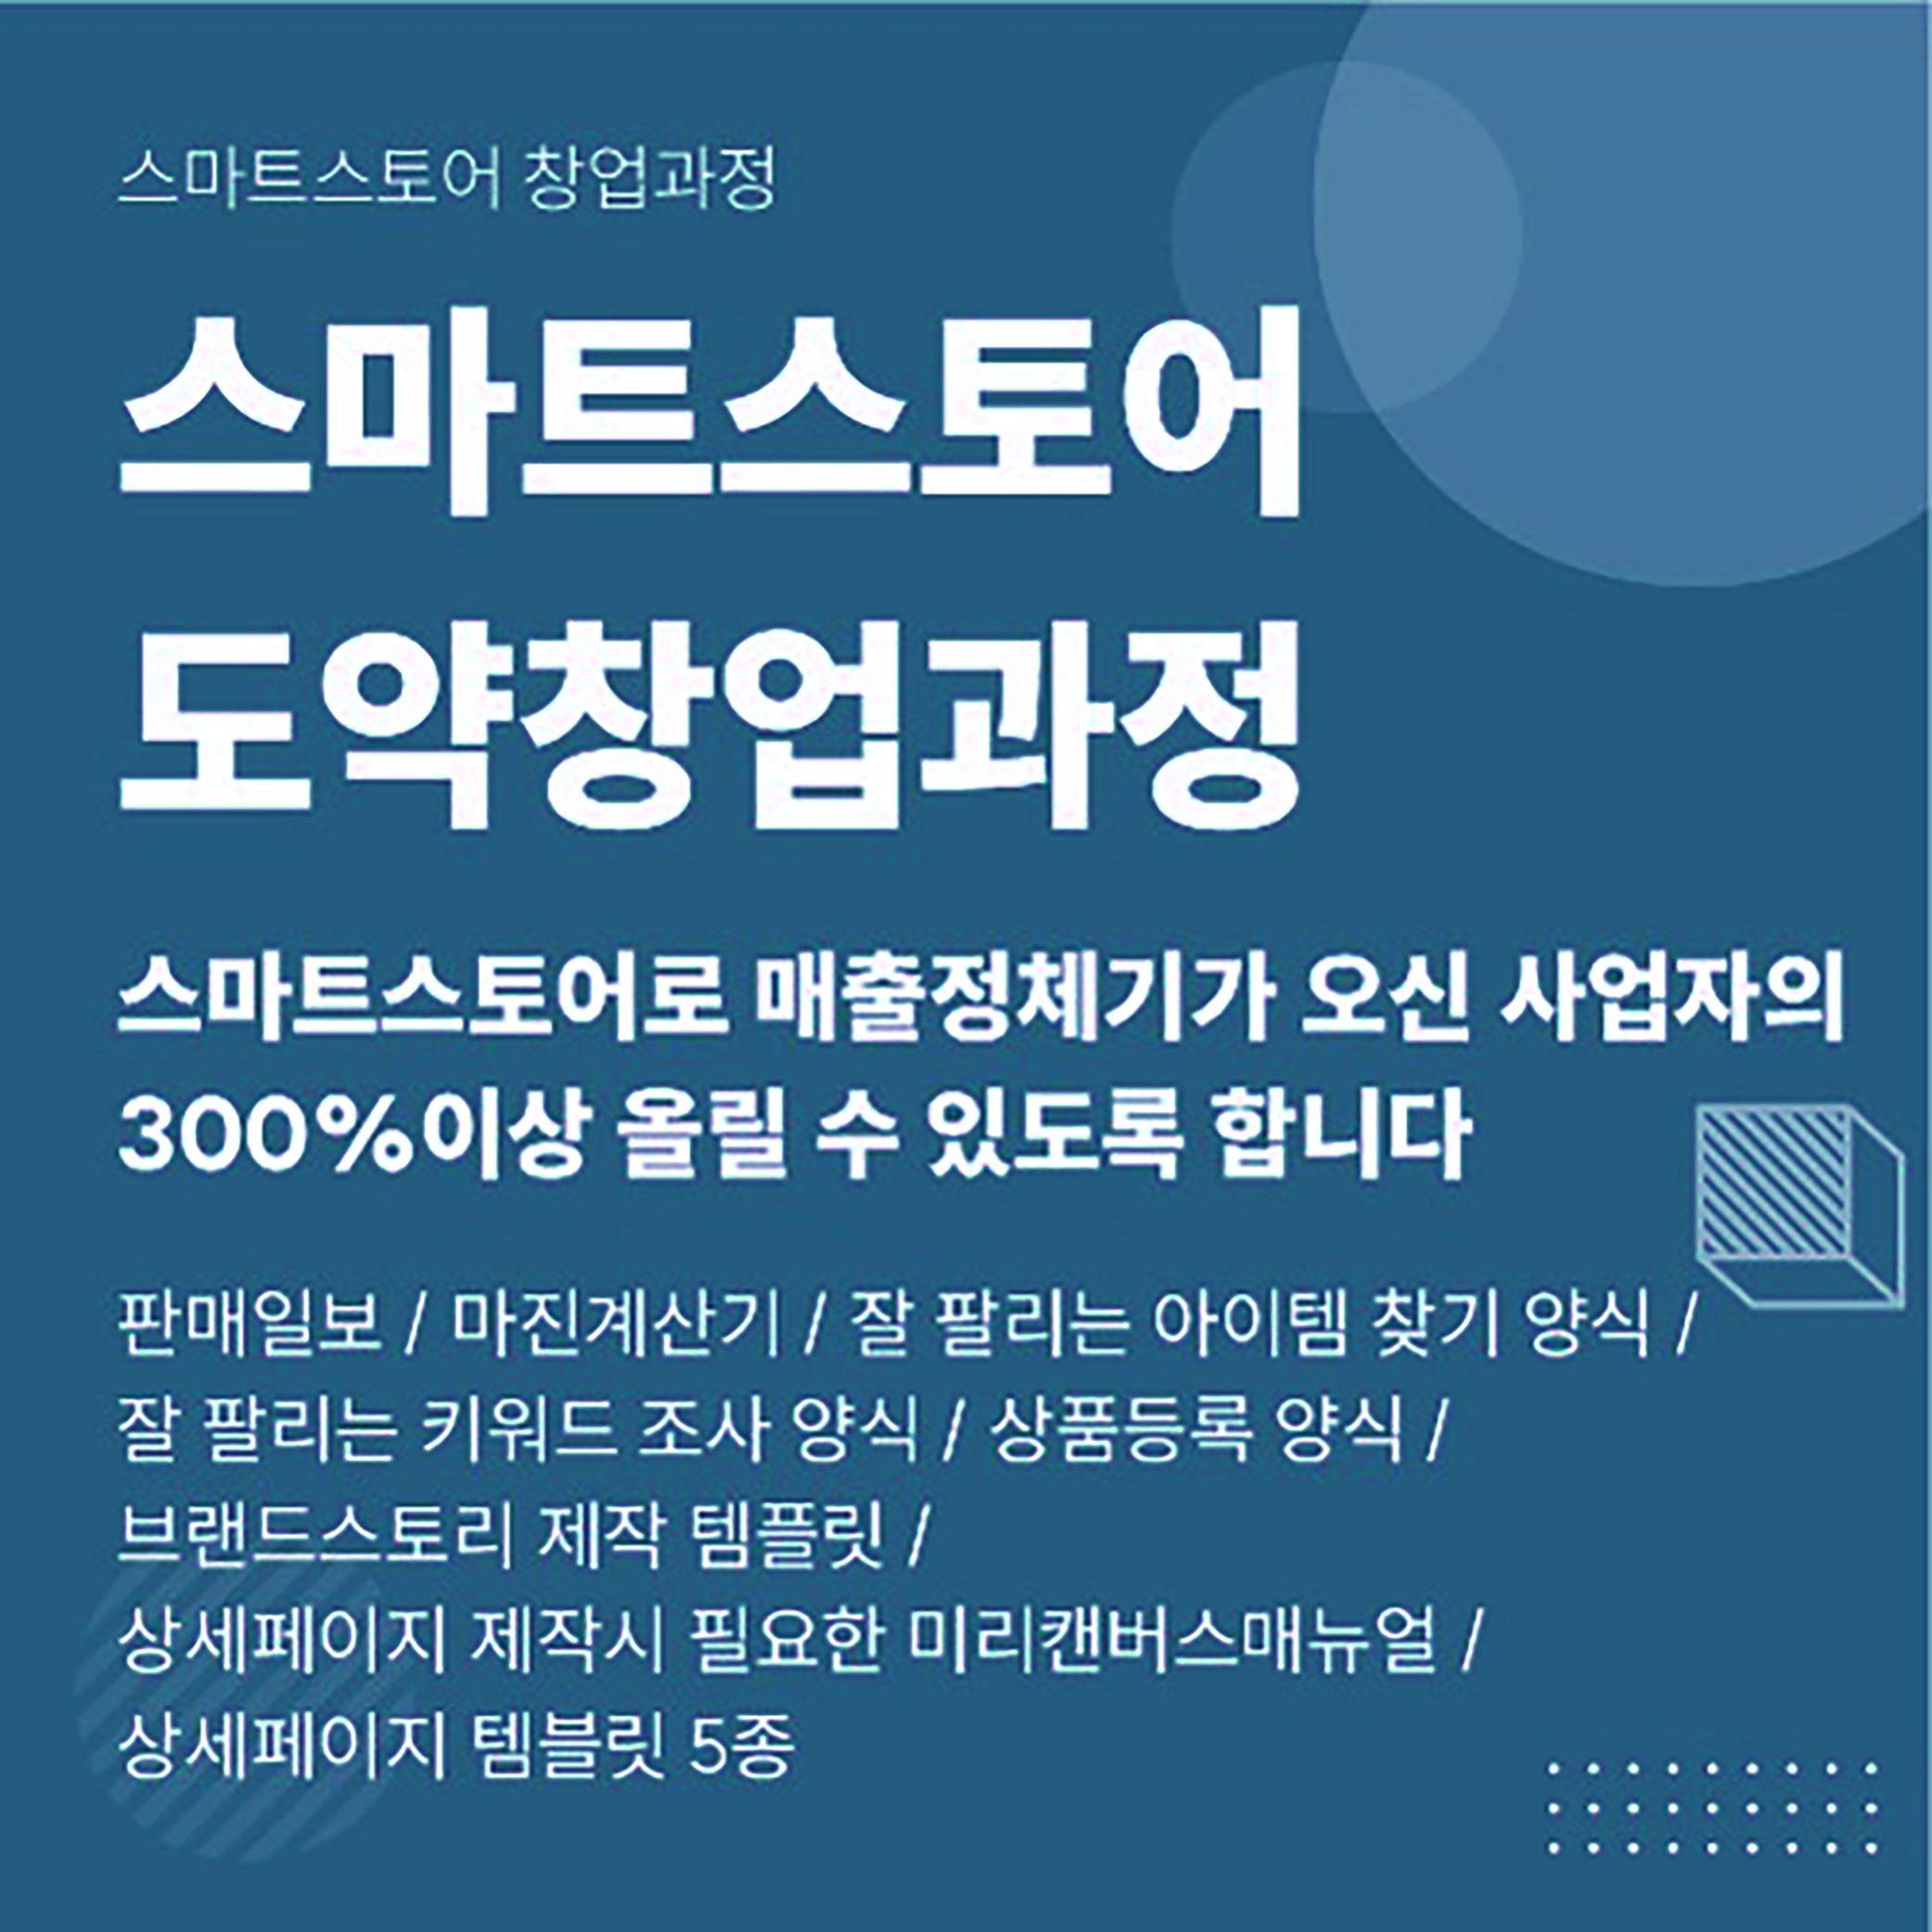 스마트스토어 창업과정
스마트스토어
도약창업과정
스마트스토어로 매출정체기가 오신 사업자의
300%이상 올릴 수 있도록 합니다
판매일보 / 마진계산기 / 잘 팔리는 아이템 찾기 양식 /
잘 팔리는 키워드 조사 양식 / 상품등록 양식 /
브랜드스토리 제작 템플릿 /
상세페이지 제작시 필요한 미리캔버스매뉴얼 /
상세페이지 템블릿 5종